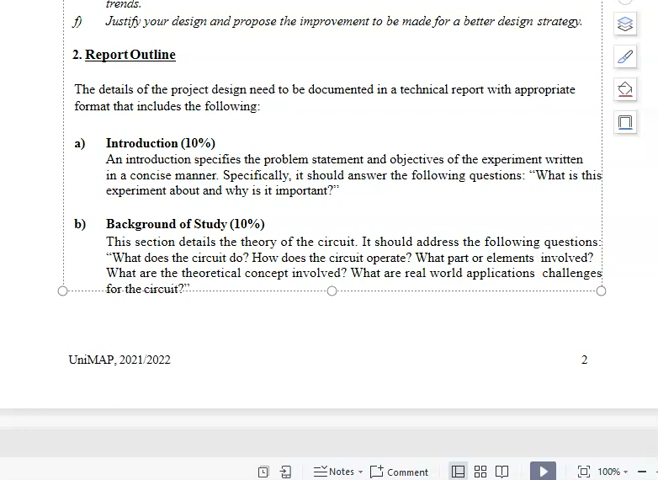 trends.
f) Justify your design and propose the improvement to be made for a better design strategy.
2. Report Outline
The details of the project design need to be documented in a technical report with appropriate
format that includes the following:
a) Introduction (10%)
An introduction specifies the problem statement and objectives of the experiment written
in a concise manner. Specifically, it should answer the following questions: “What is this
experiment about and why is it important?”
b) Background of Study (10%)
This section details the theory of the circuit. It should address the following questions:
“What does the circuit do? How does the circuit operate? What part or elements involved?
What are the theoretical concept involved? What are real world applications challenges
for the circuit?”
UniMAP, 2021/2022 2
Notes Comment 100%